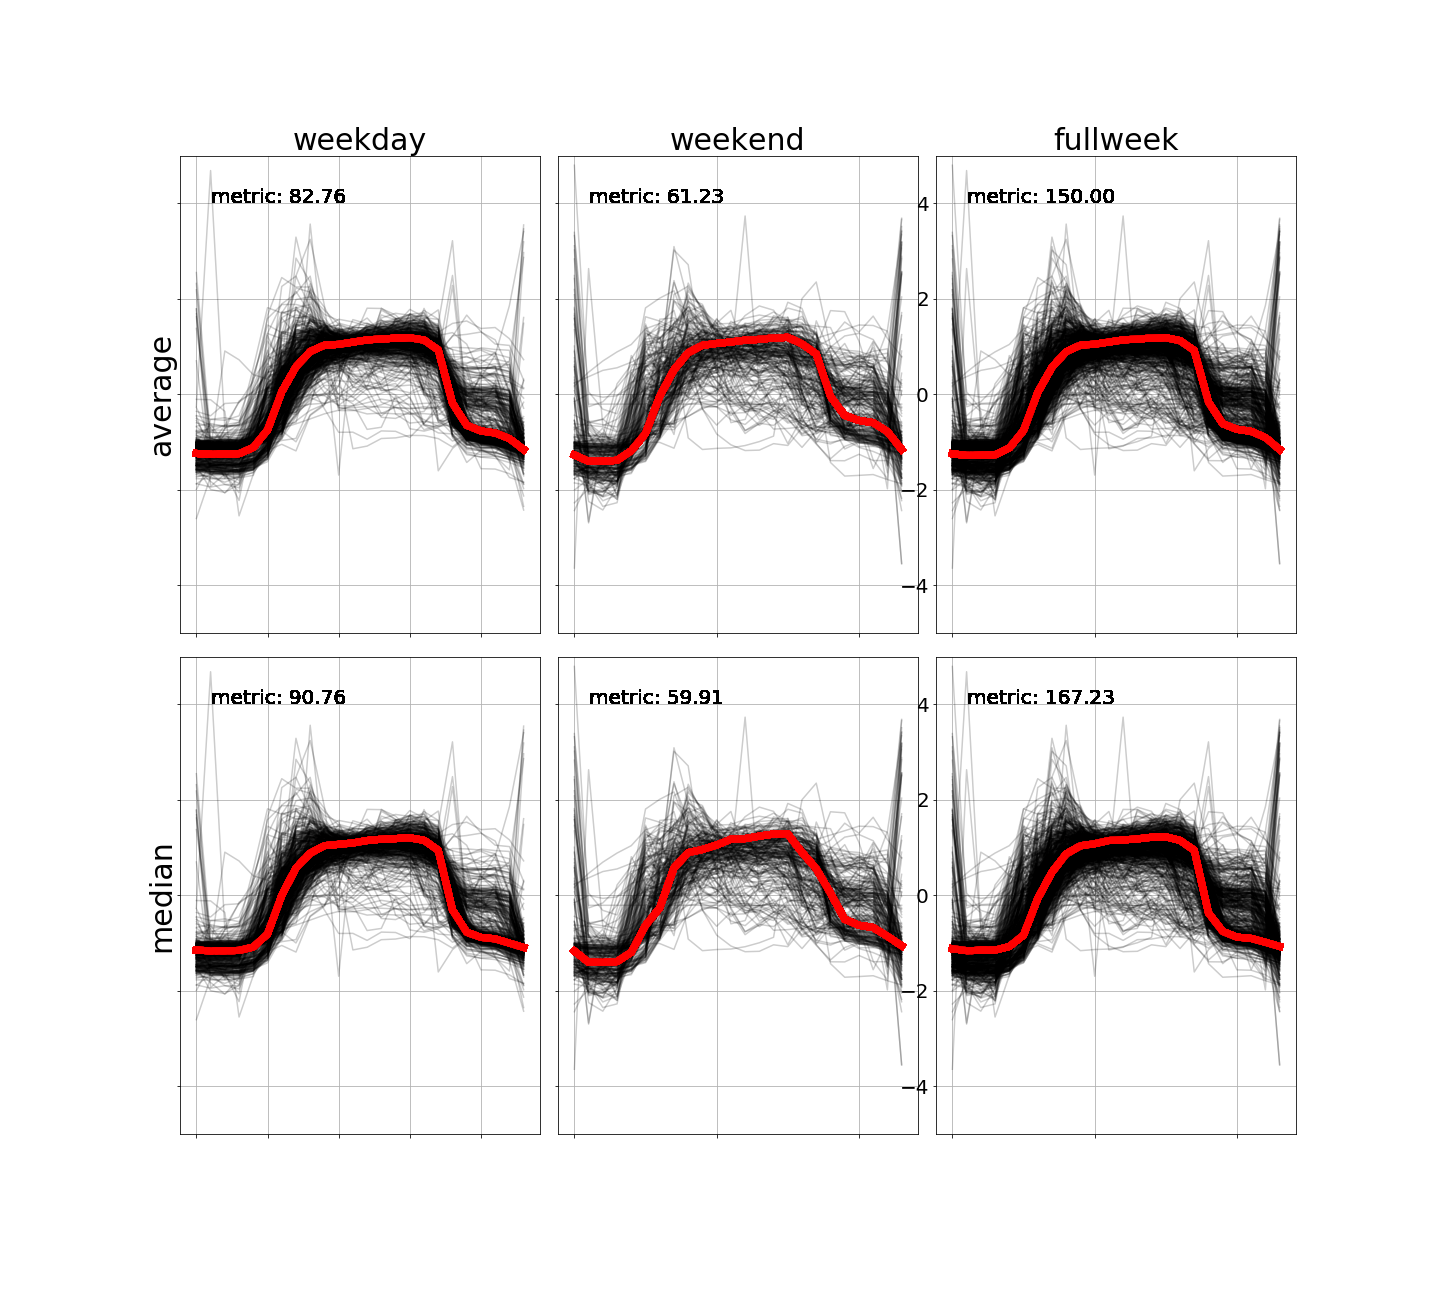 weekday weekend fullweek
average
metric: 82.76
metric: 61.23
metric: 150.00
4
2
0
−2
−4
median
metric: 90.76
metric: 59.91
metric: 167.23
4
2
0
−2
−4